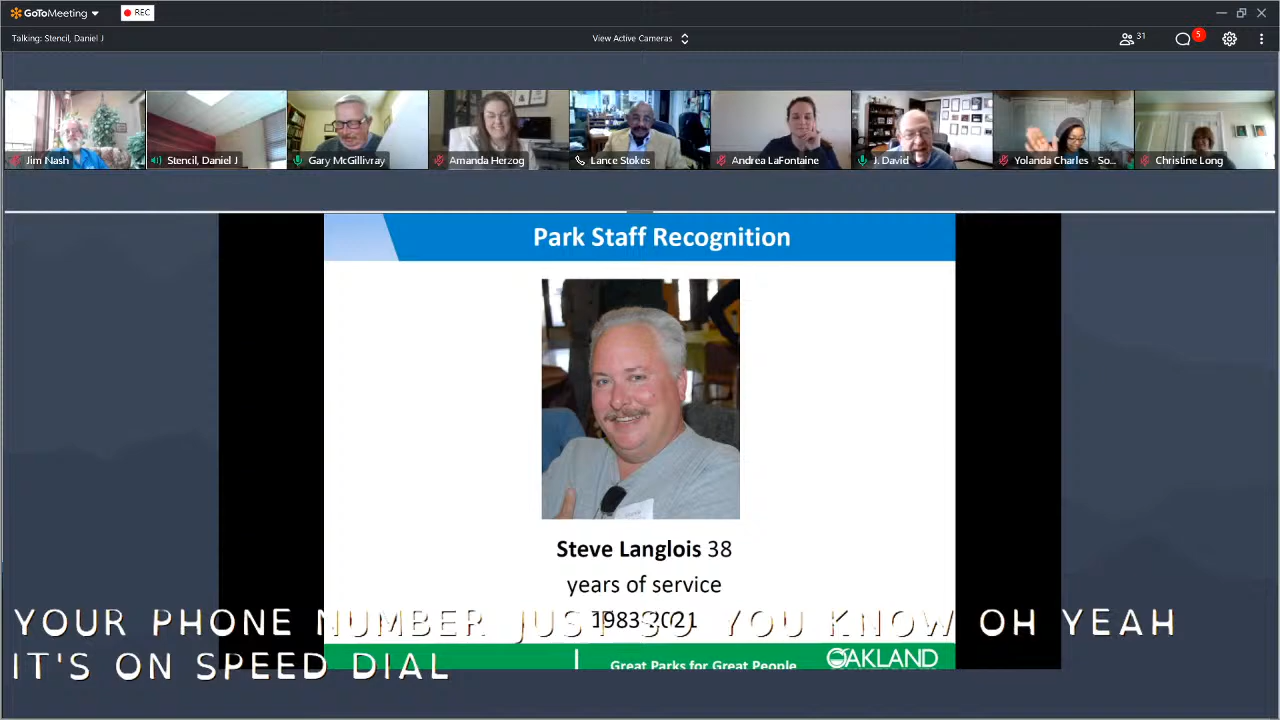 GoToMeeting
REC
Talking: Stencil, Daniel J
View Active Cameras
31
5
Jim Nash
Stencil, Daniel J
Gary McGillivray
Amanda Herzog
Lance Stokes
Andrea LaFontaine
J. David
Yolanda Charles - So...
Christine Long
Park Staff Recognition
Steve Langlois 38
years of service
1983-2021
YOUR PHONE NUMBER JUST SO YOU KNOW OH YEAH
IT'S ON SPEED DIAL
Great Parks for Great People
OAKLAND